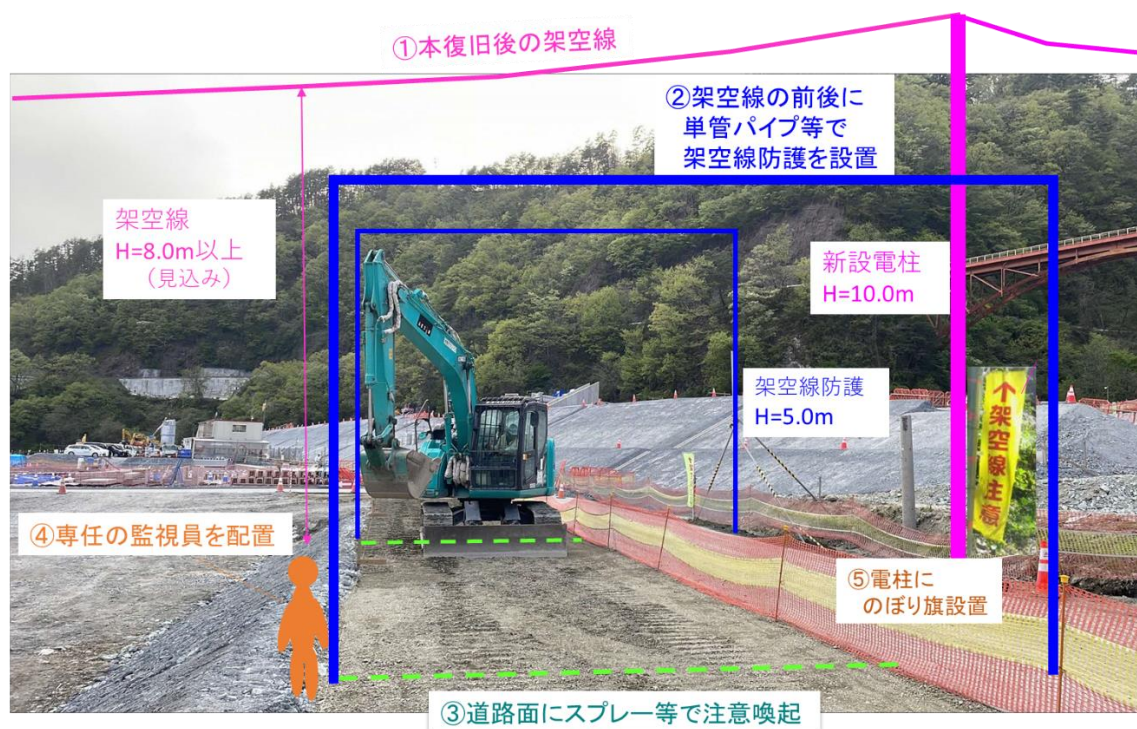 ①本復旧後の架空線
②架空線の前後に
単管パイプ等で
架空線防護を設置
架空線
H=8.0m以上
（見込み）
新設電柱
H=10.0m
架空線防護
H=5.0m
↑架空線注意
④専任の監視員を配置
⑤電柱に
のぼり旗設置
③道路面にスプレー等で注意喚起